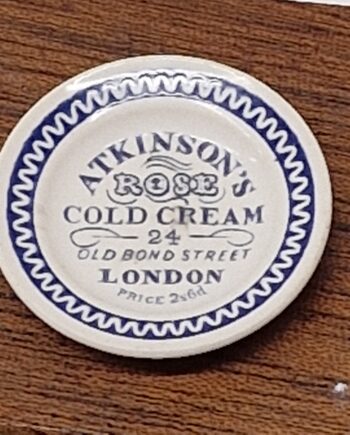 ATKINSON'S
ROSE
COLD CREAM
24
OLD BOND STREET
LONDON
PRICE 2s6d